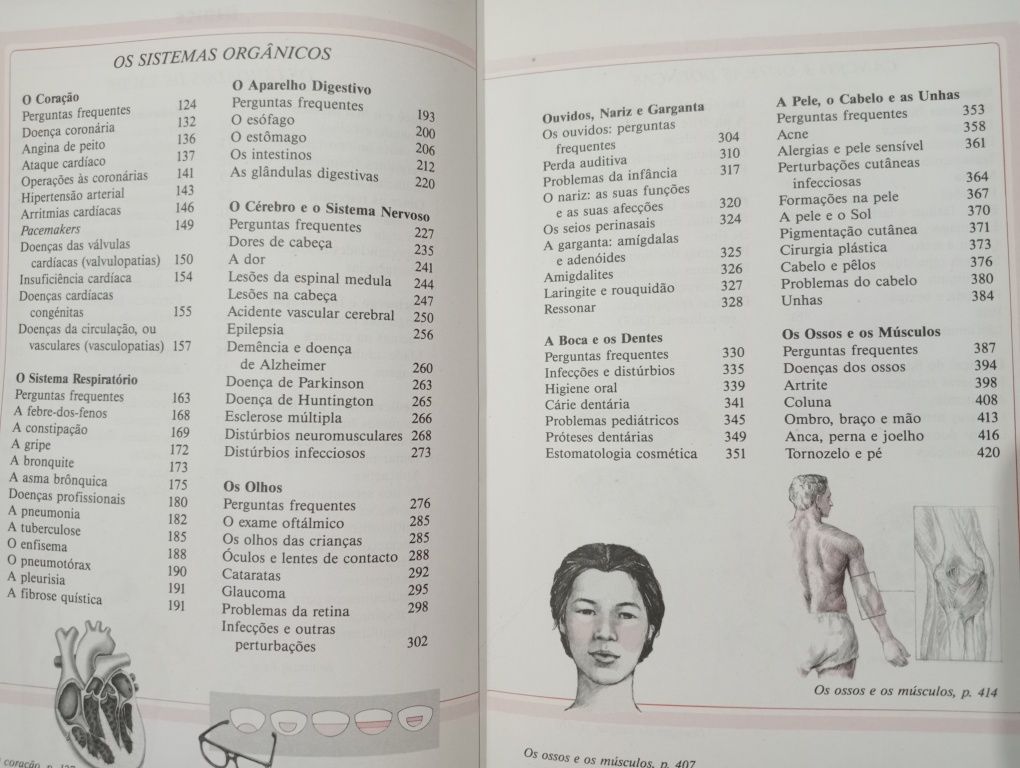 OS SISTEMAS ORGÂNICOS
O Coração
Perguntas frequentes 124
Doença coronária 132
Angina de peito 136
Ataque cardíaco 137
Operações às coronárias 141
Hipertensão arterial 143
Arritmias cardíacas 146
Pacemakers 149
Doenças das válvulas
cardíacas (valvulopatias) 150
Insuficiência cardíaca 154
Doenças cardíacas
congénitas 155
Doenças da circulação, ou
vasculares (vasculopatias) 157
O Sistema Respiratório
Perguntas frequentes 163
A febre-dos-fenos 168
A constipação 169
A gripe 172
A bronquite 173
A asma brônquica 175
Doenças profissionais 180
A pneumonia 182
A tuberculose 185
O enfisema 188
O pneumotórax 190
A pleurisia 191
A fibrose quística 191
O Aparelho Digestivo
Perguntas frequentes 193
O esófago 200
O estômago 206
Os intestinos 212
As glândulas digestivas 220
O Cérebro e o Sistema Nervoso
Perguntas frequentes 227
Dores de cabeça 235
A dor 241
Lesões da espinal medula 244
Lesões na cabeça 247
Acidente vascular cerebral 250
Epilepsia 256
Demência e doença
de Alzheimer 260
Doença de Parkinson 263
Doença de Huntington 265
Esclerose múltipla 266
Distúrbios neuromusculares 268
Distúrbios infecciosos 273
Os Olhos
Perguntas frequentes 276
O exame oftálmico 285
Os olhos das crianças 285
Óculos e lentes de contacto 288
Cataratas 292
Glaucoma 295
Problemas da retina 298
Infecções e outras
perturbações 302
coração, p.
Ouvidos, Nariz e Garganta
Os ouvidos: perguntas
frequentes 304
Perda auditiva 310
Problemas da infância 317
O nariz: as suas funções
e as suas afecções 320
Os seios perinasais 324
A garganta: amígdalas
e adenóides 325
Amigdalites 326
Laringite e rouquidão 327
Ressonar 328
A Boca e os Dentes
Perguntas frequentes 330
Infecções e distúrbios 335
Higiene oral 339
Cárie dentária 341
Problemas pediátricos 345
Próteses dentárias 349
Estomatologia cosmética 351
A Pele, o Cabelo e as Unhas
Perguntas frequentes 353
Acne 358
Alergias e pele sensível 361
Perturbações cutâneas
infecciosas 364
Formações na pele 367
A pele e o Sol 370
Pigmentação cutânea 371
Cirurgia plástica 373
Cabelo e pêlos 376
Problemas do cabelo 380
Unhas 384
Os Ossos e os Músculos
Perguntas frequentes 387
Doenças dos ossos 394
Artrite 398
Coluna 408
Ombro, braço e mão 413
Anca, perna e joelho 416
Tornozelo e pé 420
Os ossos e os músculos, p. 414
Os ossos e os músculos, p. 407